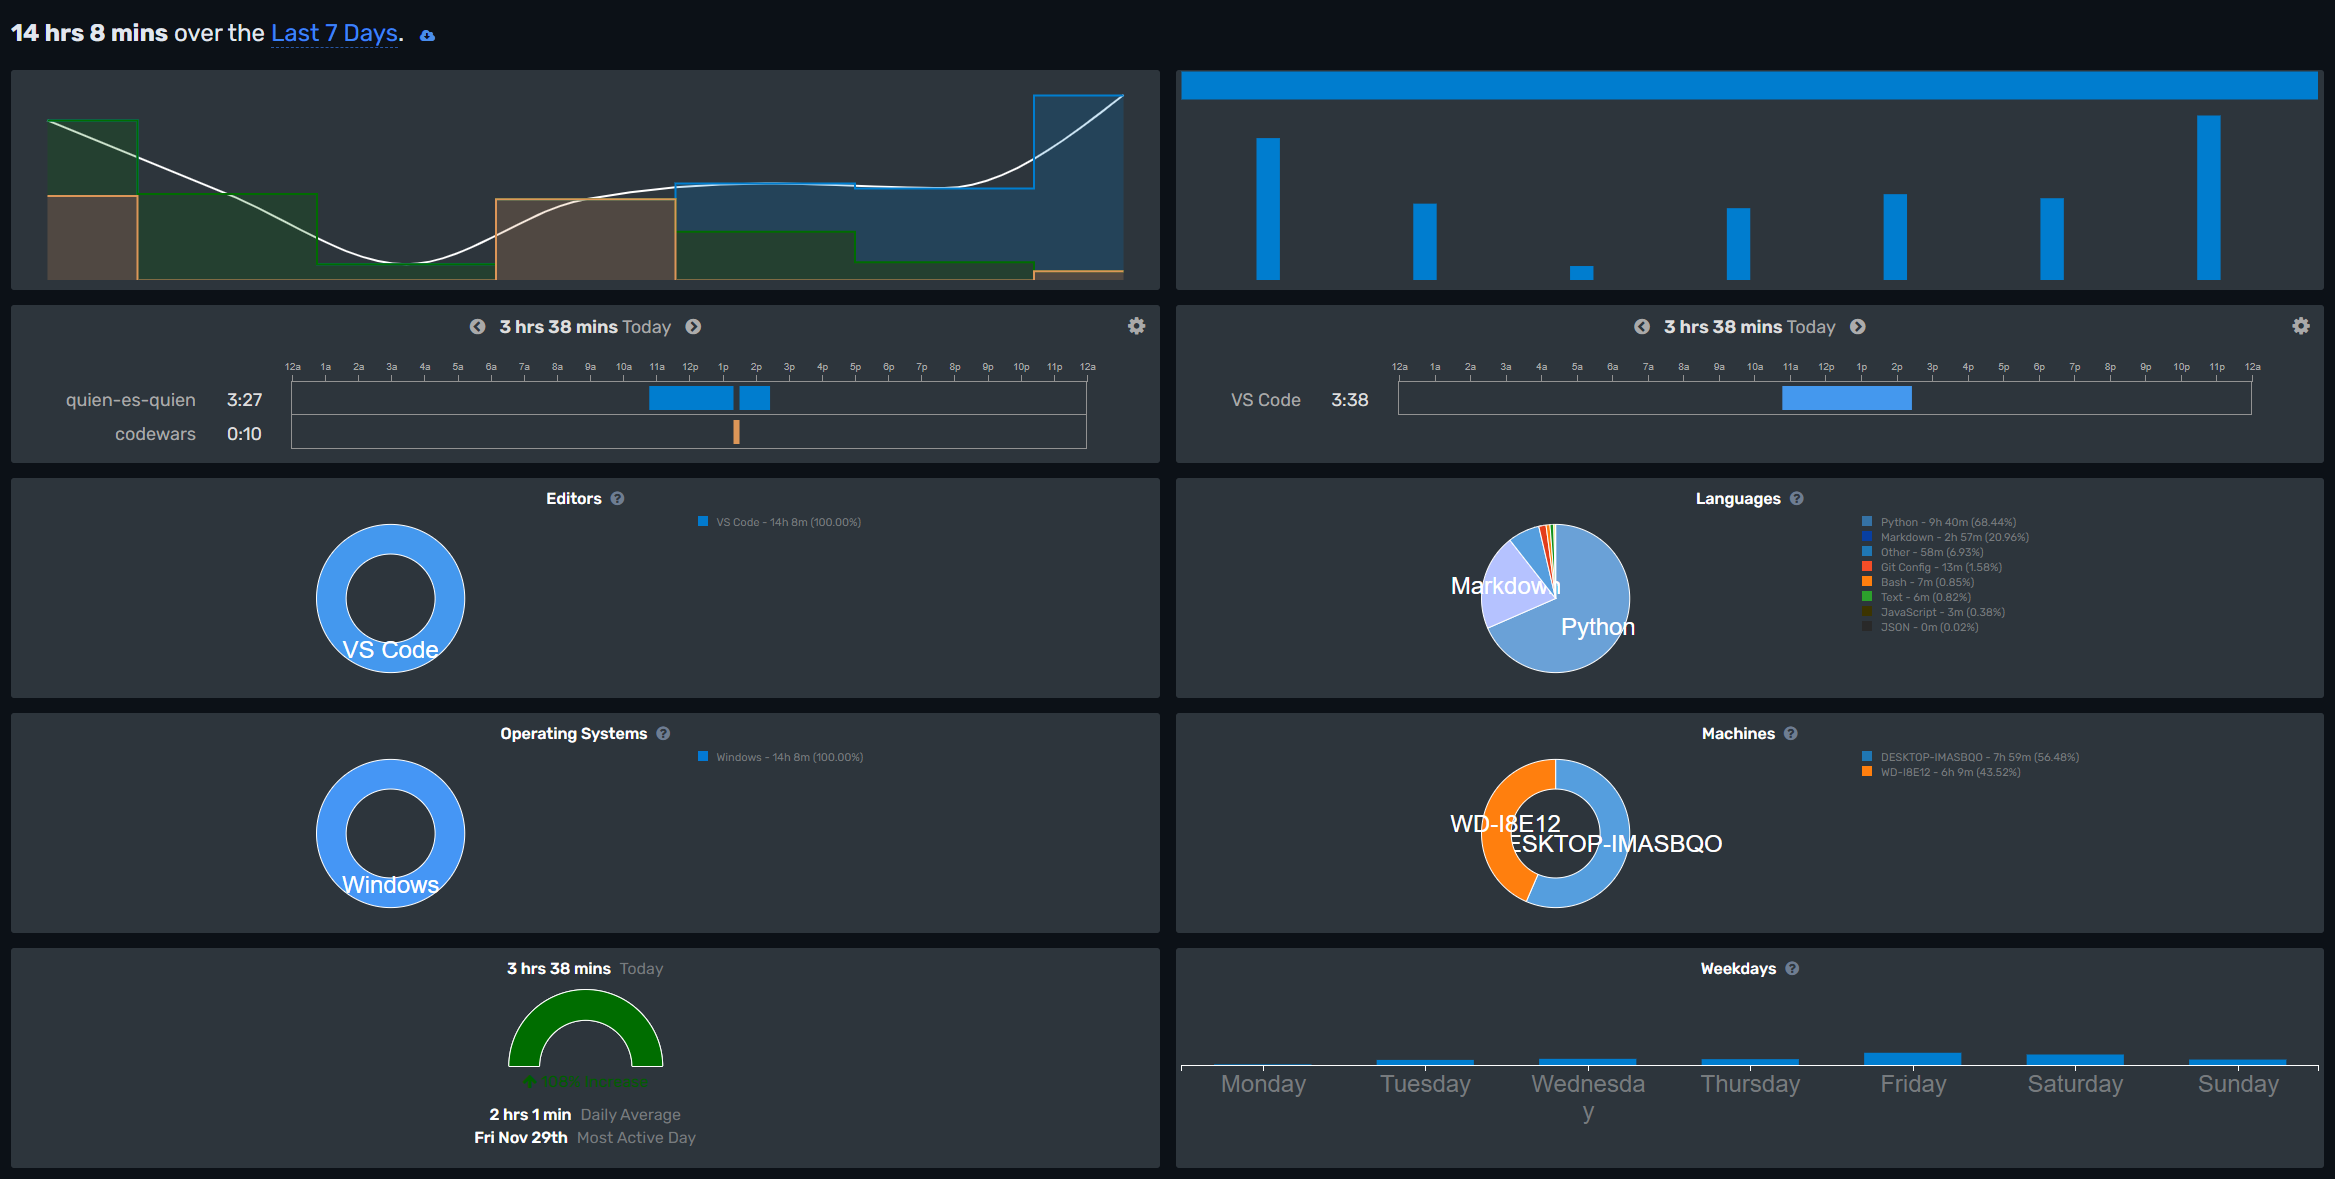 14 hrs 8 mins over the Last 7 Days.
3 hrs 38 mins Today
12a 1a 2a 3a 4a 5a 6a 7a 8a 9a 10a 11a 12p 1p 2p 3p 4p 5p 6p 7p 8p 9p 10p 11p 12a
quien-es-quien 3:27
codewars 0:10
3 hrs 38 mins Today
12a 1a 2a 3a 4a 5a 6a 7a 8a 9a 10a 11a 12p 1p 2p 3p 4p 5p 6p 7p 8p 9p 10p 11p 12a
VS Code 3:38
Editors
VS Code - 14h 8m (100.00%)
VS Code
Languages
Python - 9h 40m (68.44%)
Markdown - 2h 57m (20.96%)
Other - 58m (6.93%)
Git Config - 13m (1.58%)
Bash - 7m (0.85%)
Text - 6m (0.82%)
JavaScript - 3m (0.38%)
JSON - 0m (0.02%)
Markdown
Python
Operating Systems
Windows - 14h 8m (100.00%)
Windows
Machines
DESKTOP-IMASBQO - 7h 59m (56.48%)
WD-I8E12 - 6h 9m (43.52%)
WD-I8E12
ESKTOP-IMASBQO
3 hrs 38 mins Today
Increase
2 hrs 1 min Daily Average
Fri Nov 29th Most Active Day
Weekdays
Monday Tuesday Wednesda Thursday Friday Saturday Sunday
y